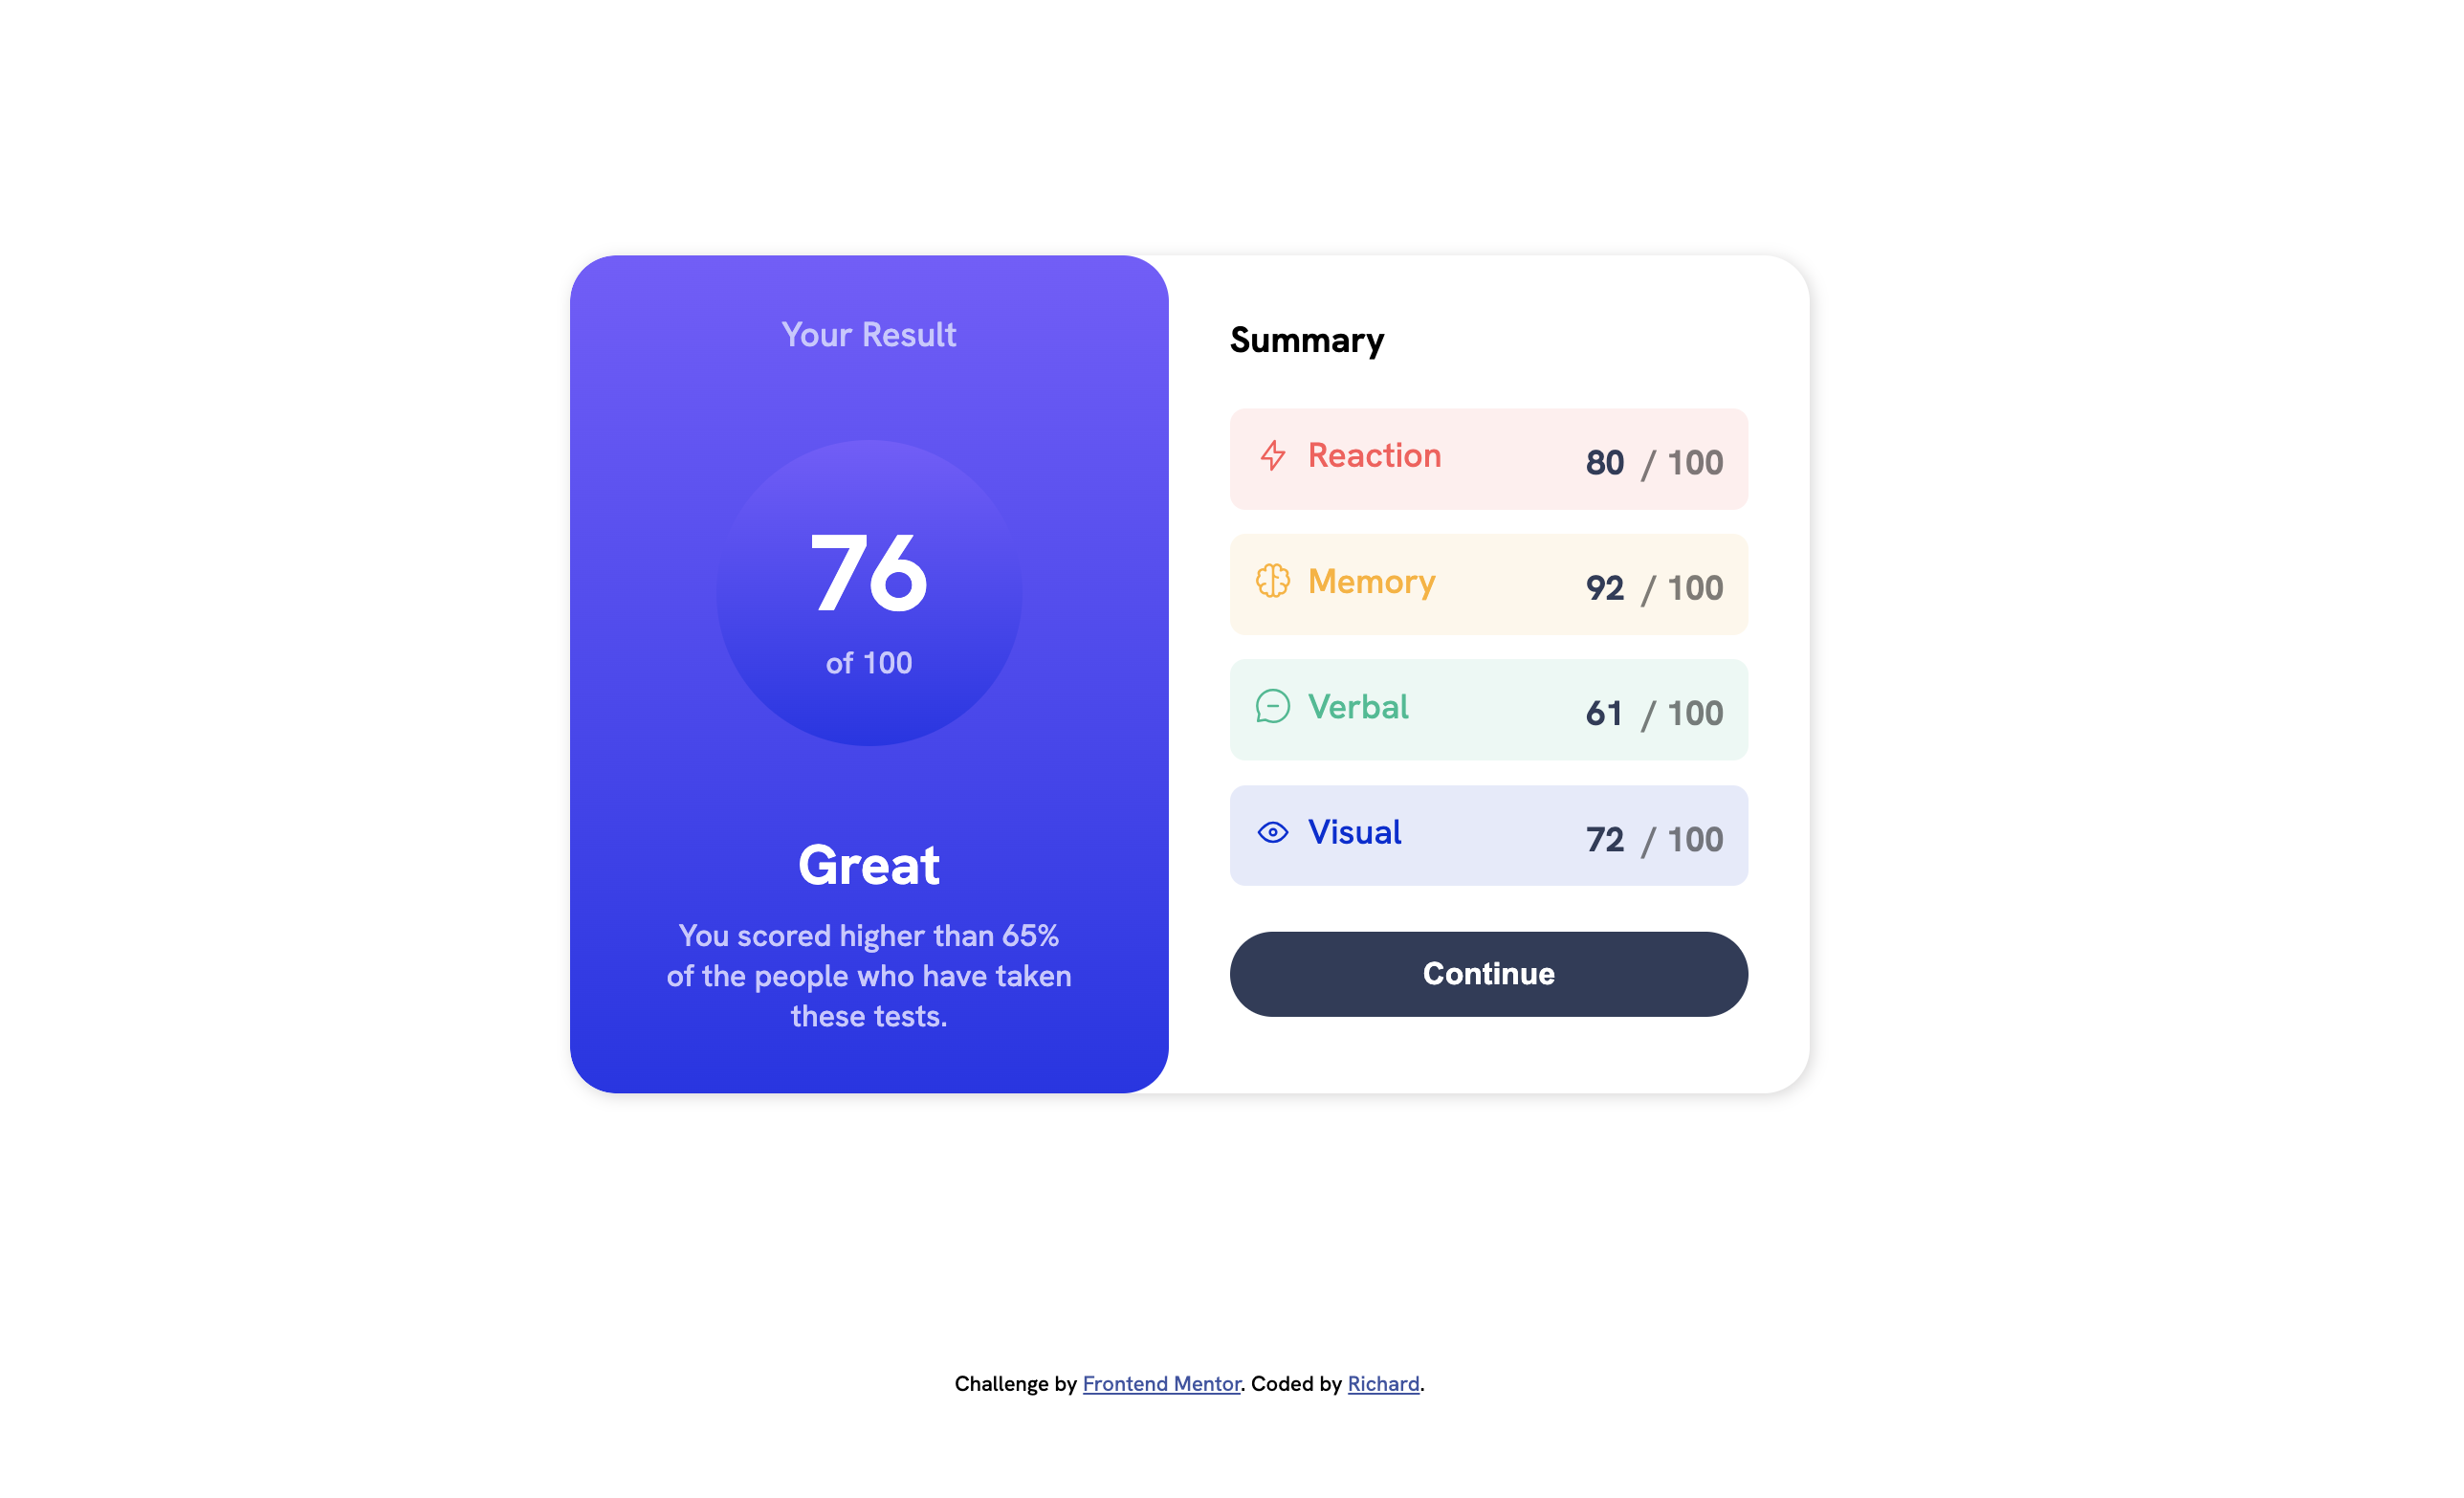 Your Result
76
of 100
Great
You scored higher than 65%
of the people who have taken
these tests.
Summary
Reaction 80 / 100
Memory 92 / 100
Verbal 61 / 100
Visual 72 / 100
Continue
Challenge by Frontend Mentor. Coded by Richard.